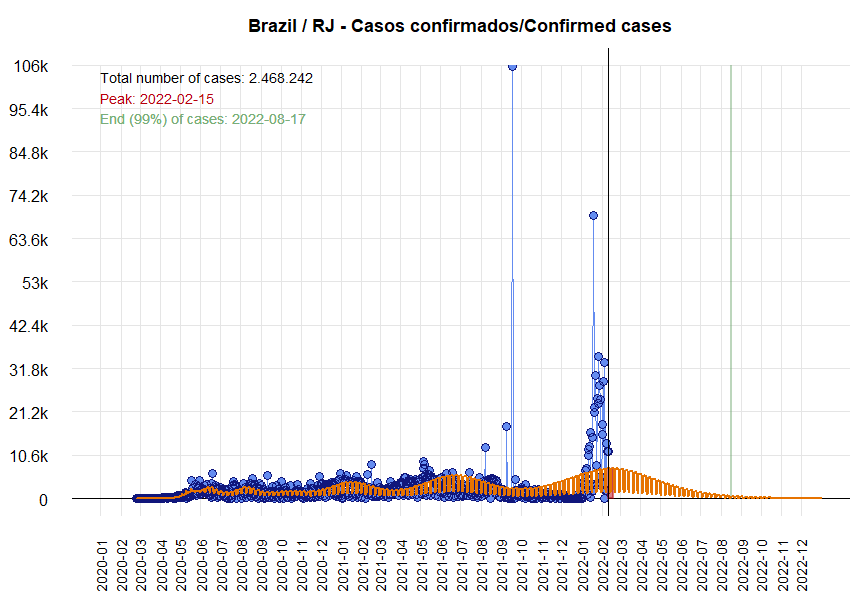 Brazil / RJ - Casos confirmados/Confirmed cases
106k
95.4k
84.8k
74.2k
63.6k
53k
42.4k
31.8k
21.2k
10.6k
0
Total number of cases: 2.468.242
Peak: 2022-02-15
End (99%) of cases: 2022-08-17
2020-01
2020-02
2020-03
2020-04
2020-05
2020-06
2020-07
2020-08
2020-09
2020-10
2020-11
2020-12
2021-01
2021-02
2021-03
2021-04
2021-05
2021-06
2021-07
2021-08
2021-09
2021-10
2021-11
2021-12
2022-01
2022-02
2022-03
2022-04
2022-05
2022-06
2022-07
2022-08
2022-09
2022-10
2022-11
2022-12